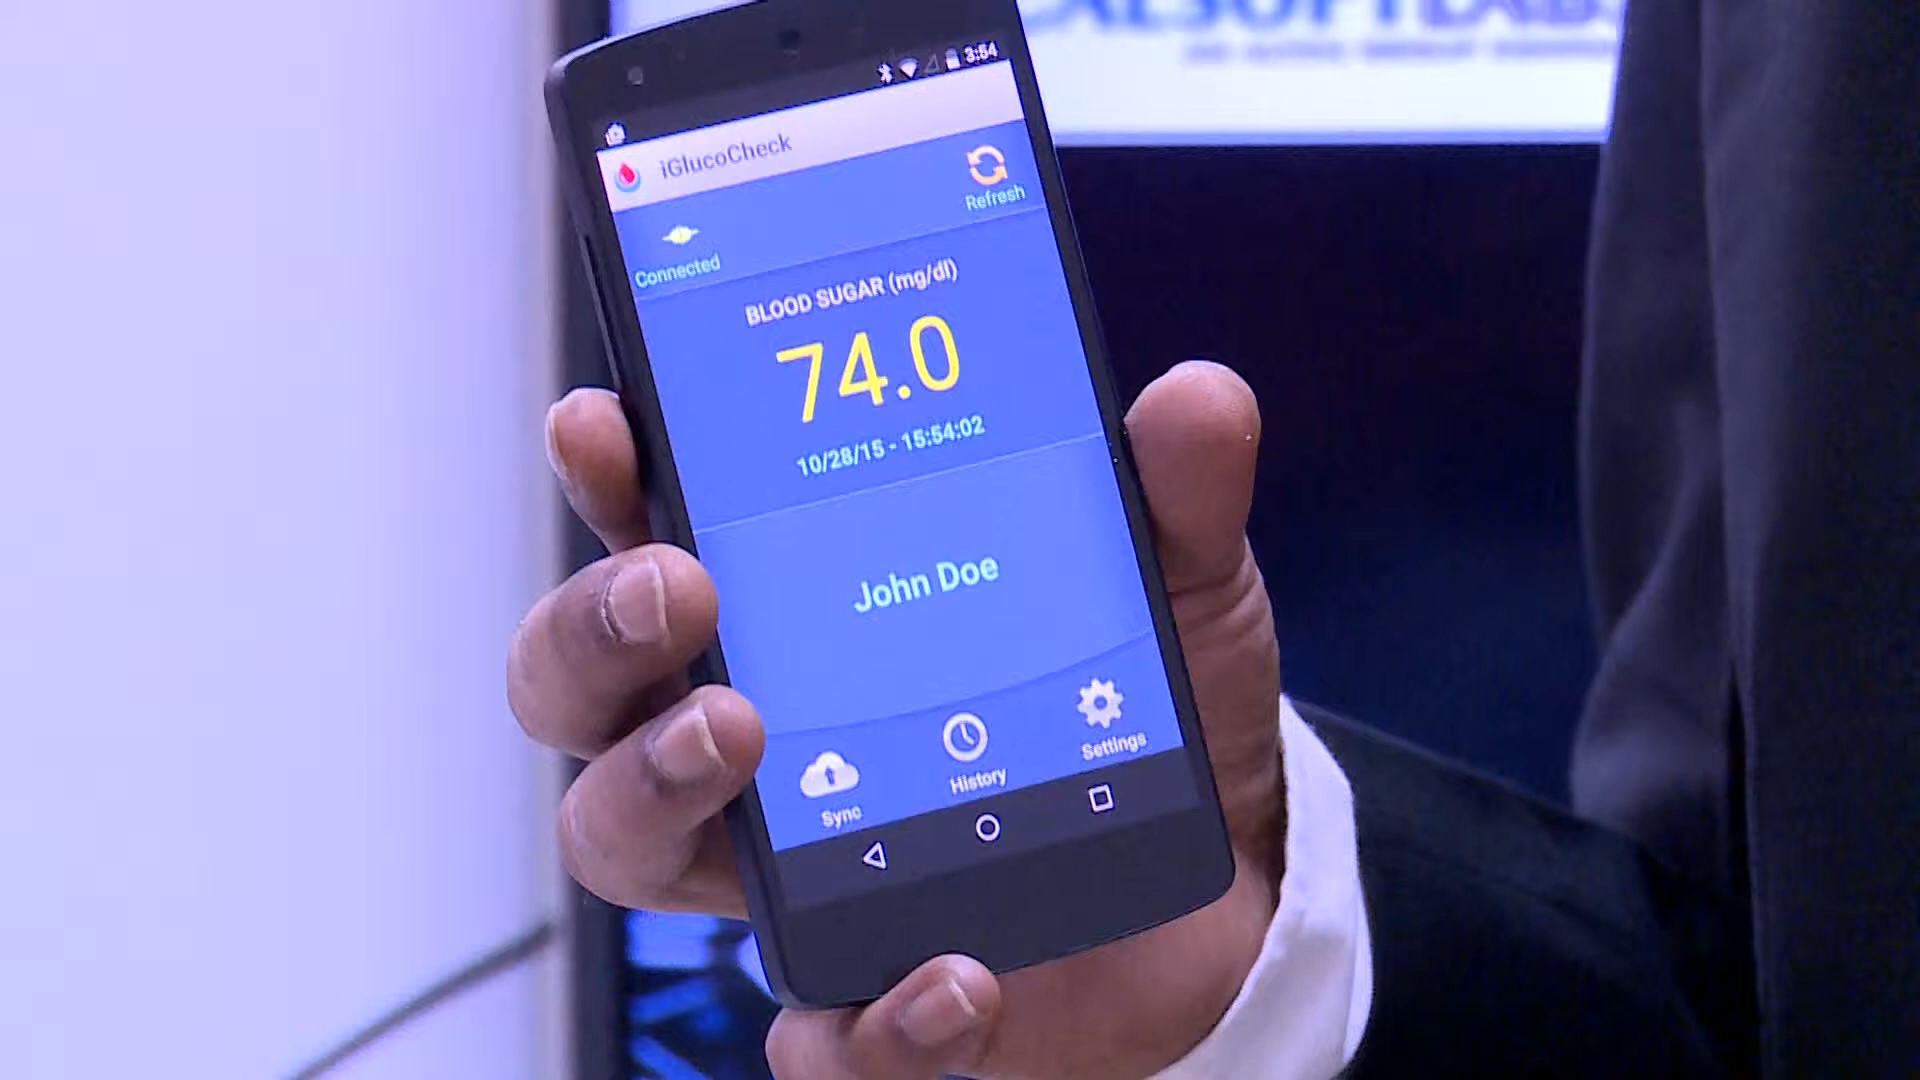 CALSOFTLABS
3:54
iGlucoCheck
Refresh
Connected
BLOOD SUGAR (mg/dl)
74.0
10/28/15 - 15:54:02
John Doe
Sync
History
Settings